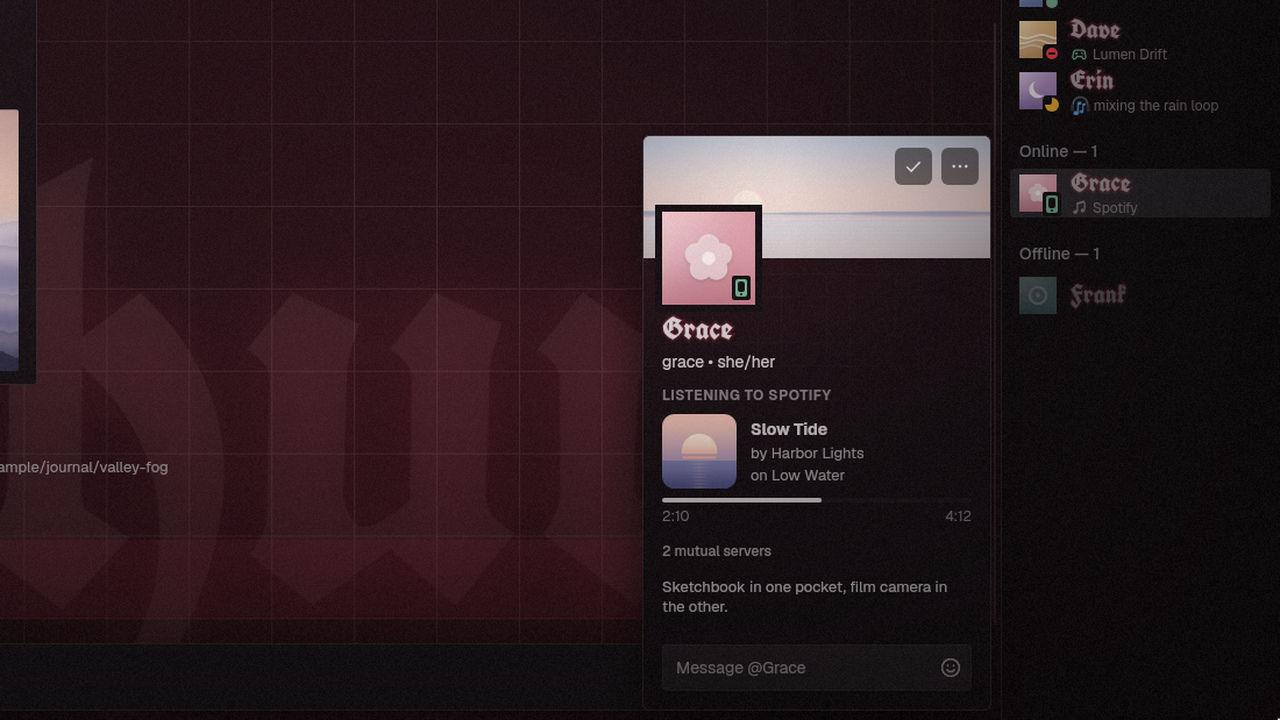 Dave
Lumen Drift
Erin
mixing the rain loop
Online — 1
Grace
Spotify
Offline — 1
Frank
ample/journal/valley-fog
Grace
grace • she/her
LISTENING TO SPOTIFY
Slow Tide
by Harbor Lights
on Low Water
2:10
4:12
2 mutual servers
Sketchbook in one pocket, film camera in
the other.
Message @Grace